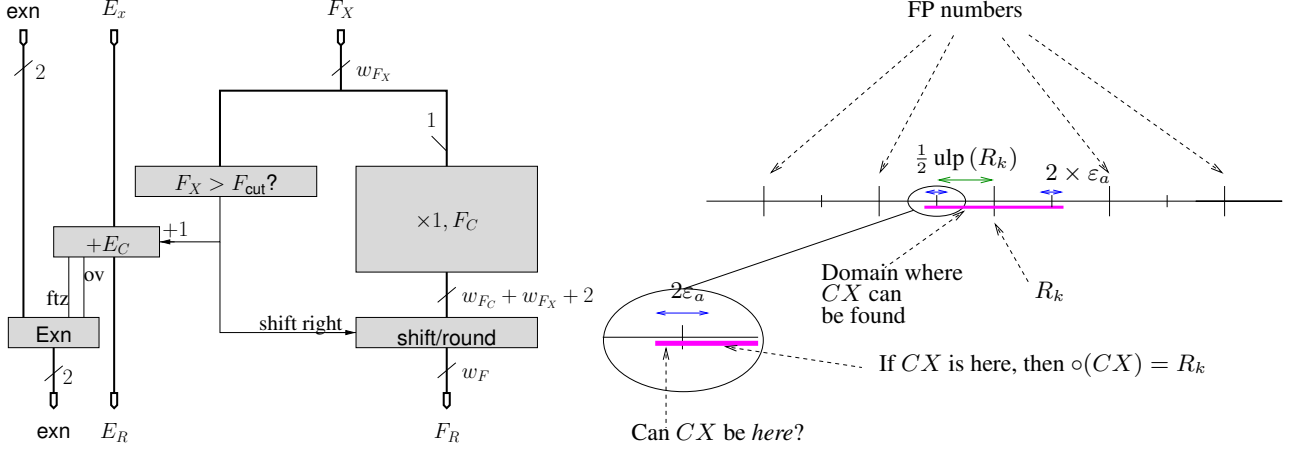 exn
E_x
F_X
2
w_{F_X}
1
F_X > F_cut?
×1, F_C
+1
+E_C
ftz
ov
w_{F_C} + w_{F_X} + 2
Exn
shift right
shift/round
2
w_F
exn
E_R
F_R
FP numbers
½ ulp (R_k)
2 × ε_a
Domain where
CX can
be found
R_k
2ε_a
If CX is here, then ∘(CX) = R_k
Can CX be here?